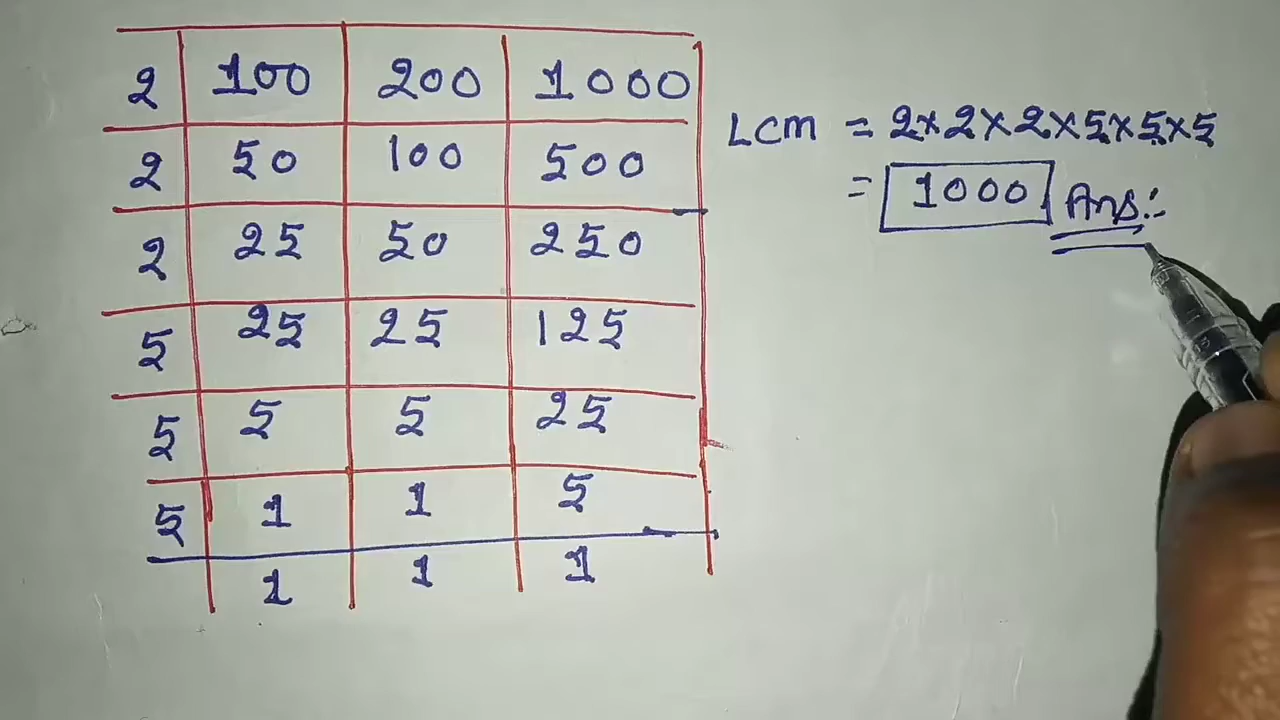 2 100 200 1000
2 50 100 500
2 25 50 250
5 25 25 125
5 5 5 25
5 1 1 5
1 1 1
LCM = 2×2×2×5×5×5
= 1000 Ans:-